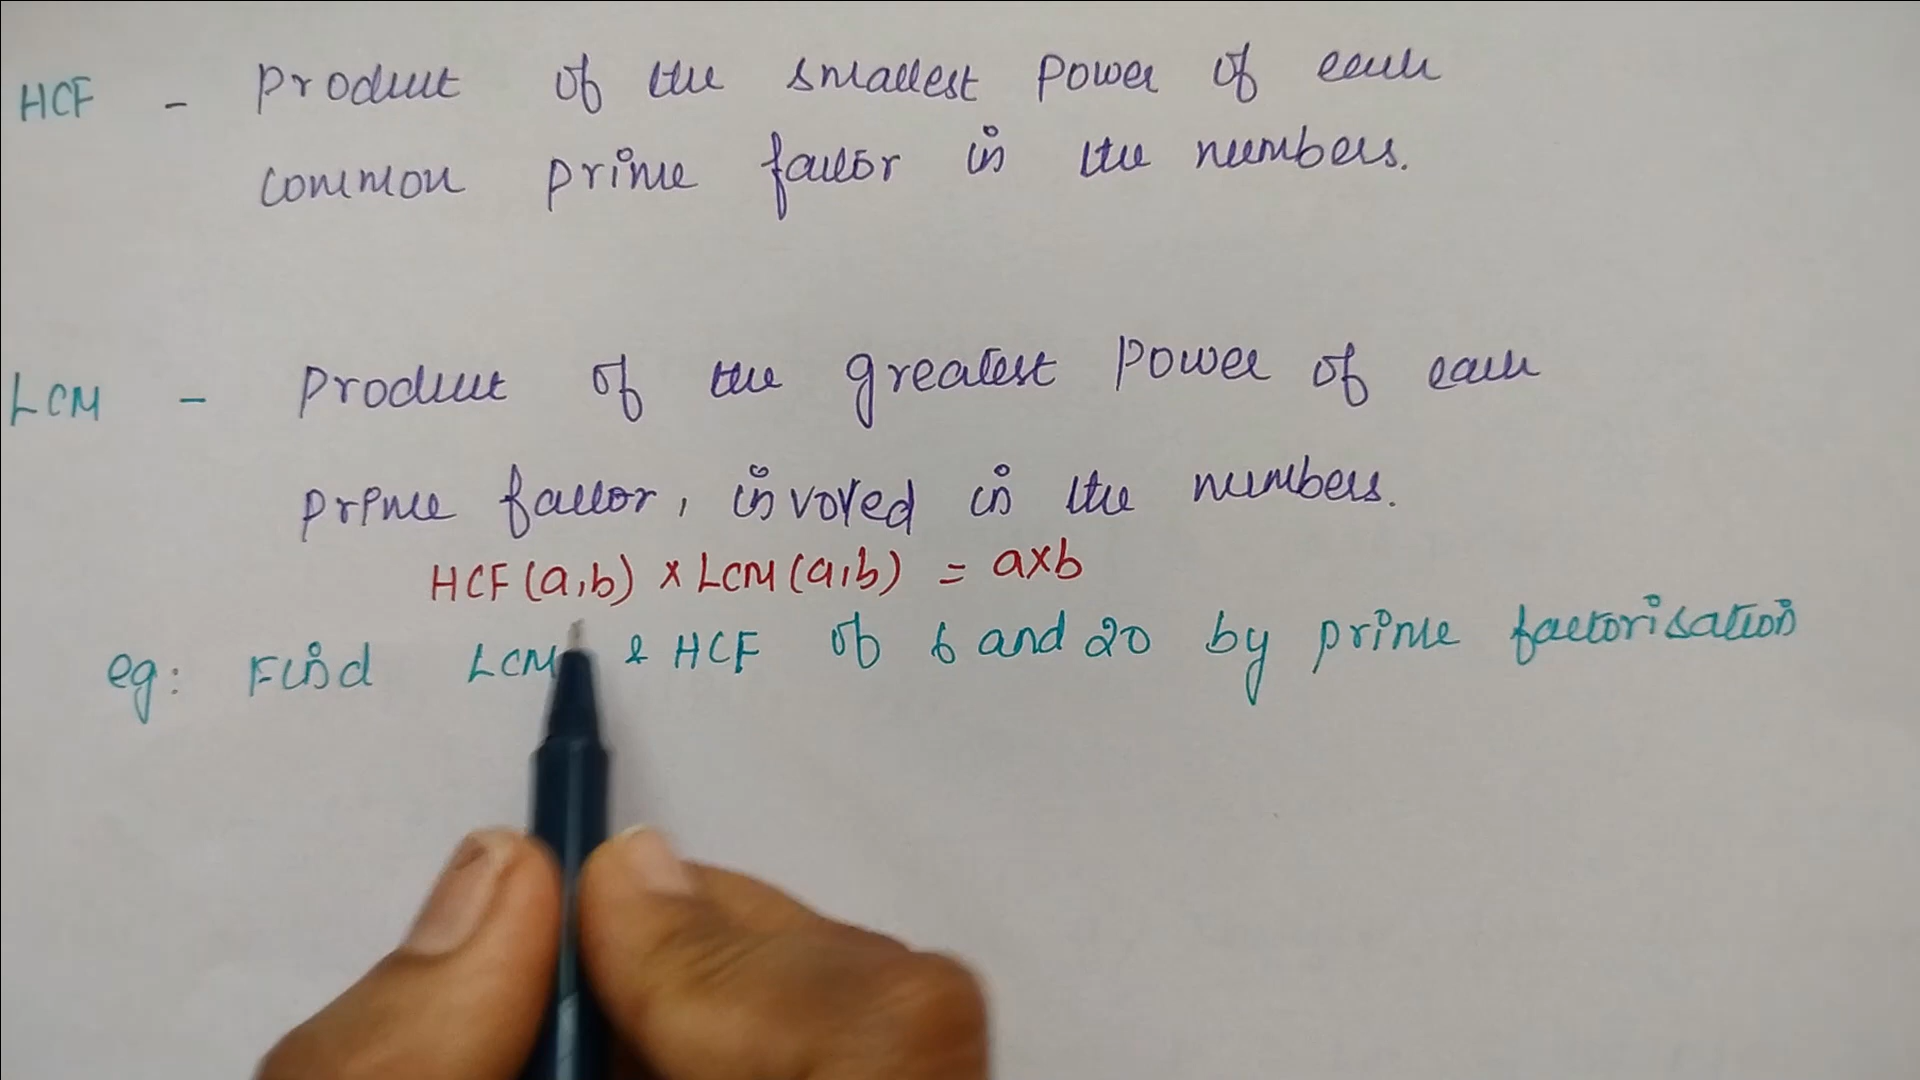 HCF - Product of the smallest power of each
common prime factor in the numbers.
LCM - Product of the greatest Power of each
prime factor, invoved in the numbers.
HCF(a,b) x LCM(a,b) = axb
eg: Find LCM & HCF of 6 and 20 by prime factorisation